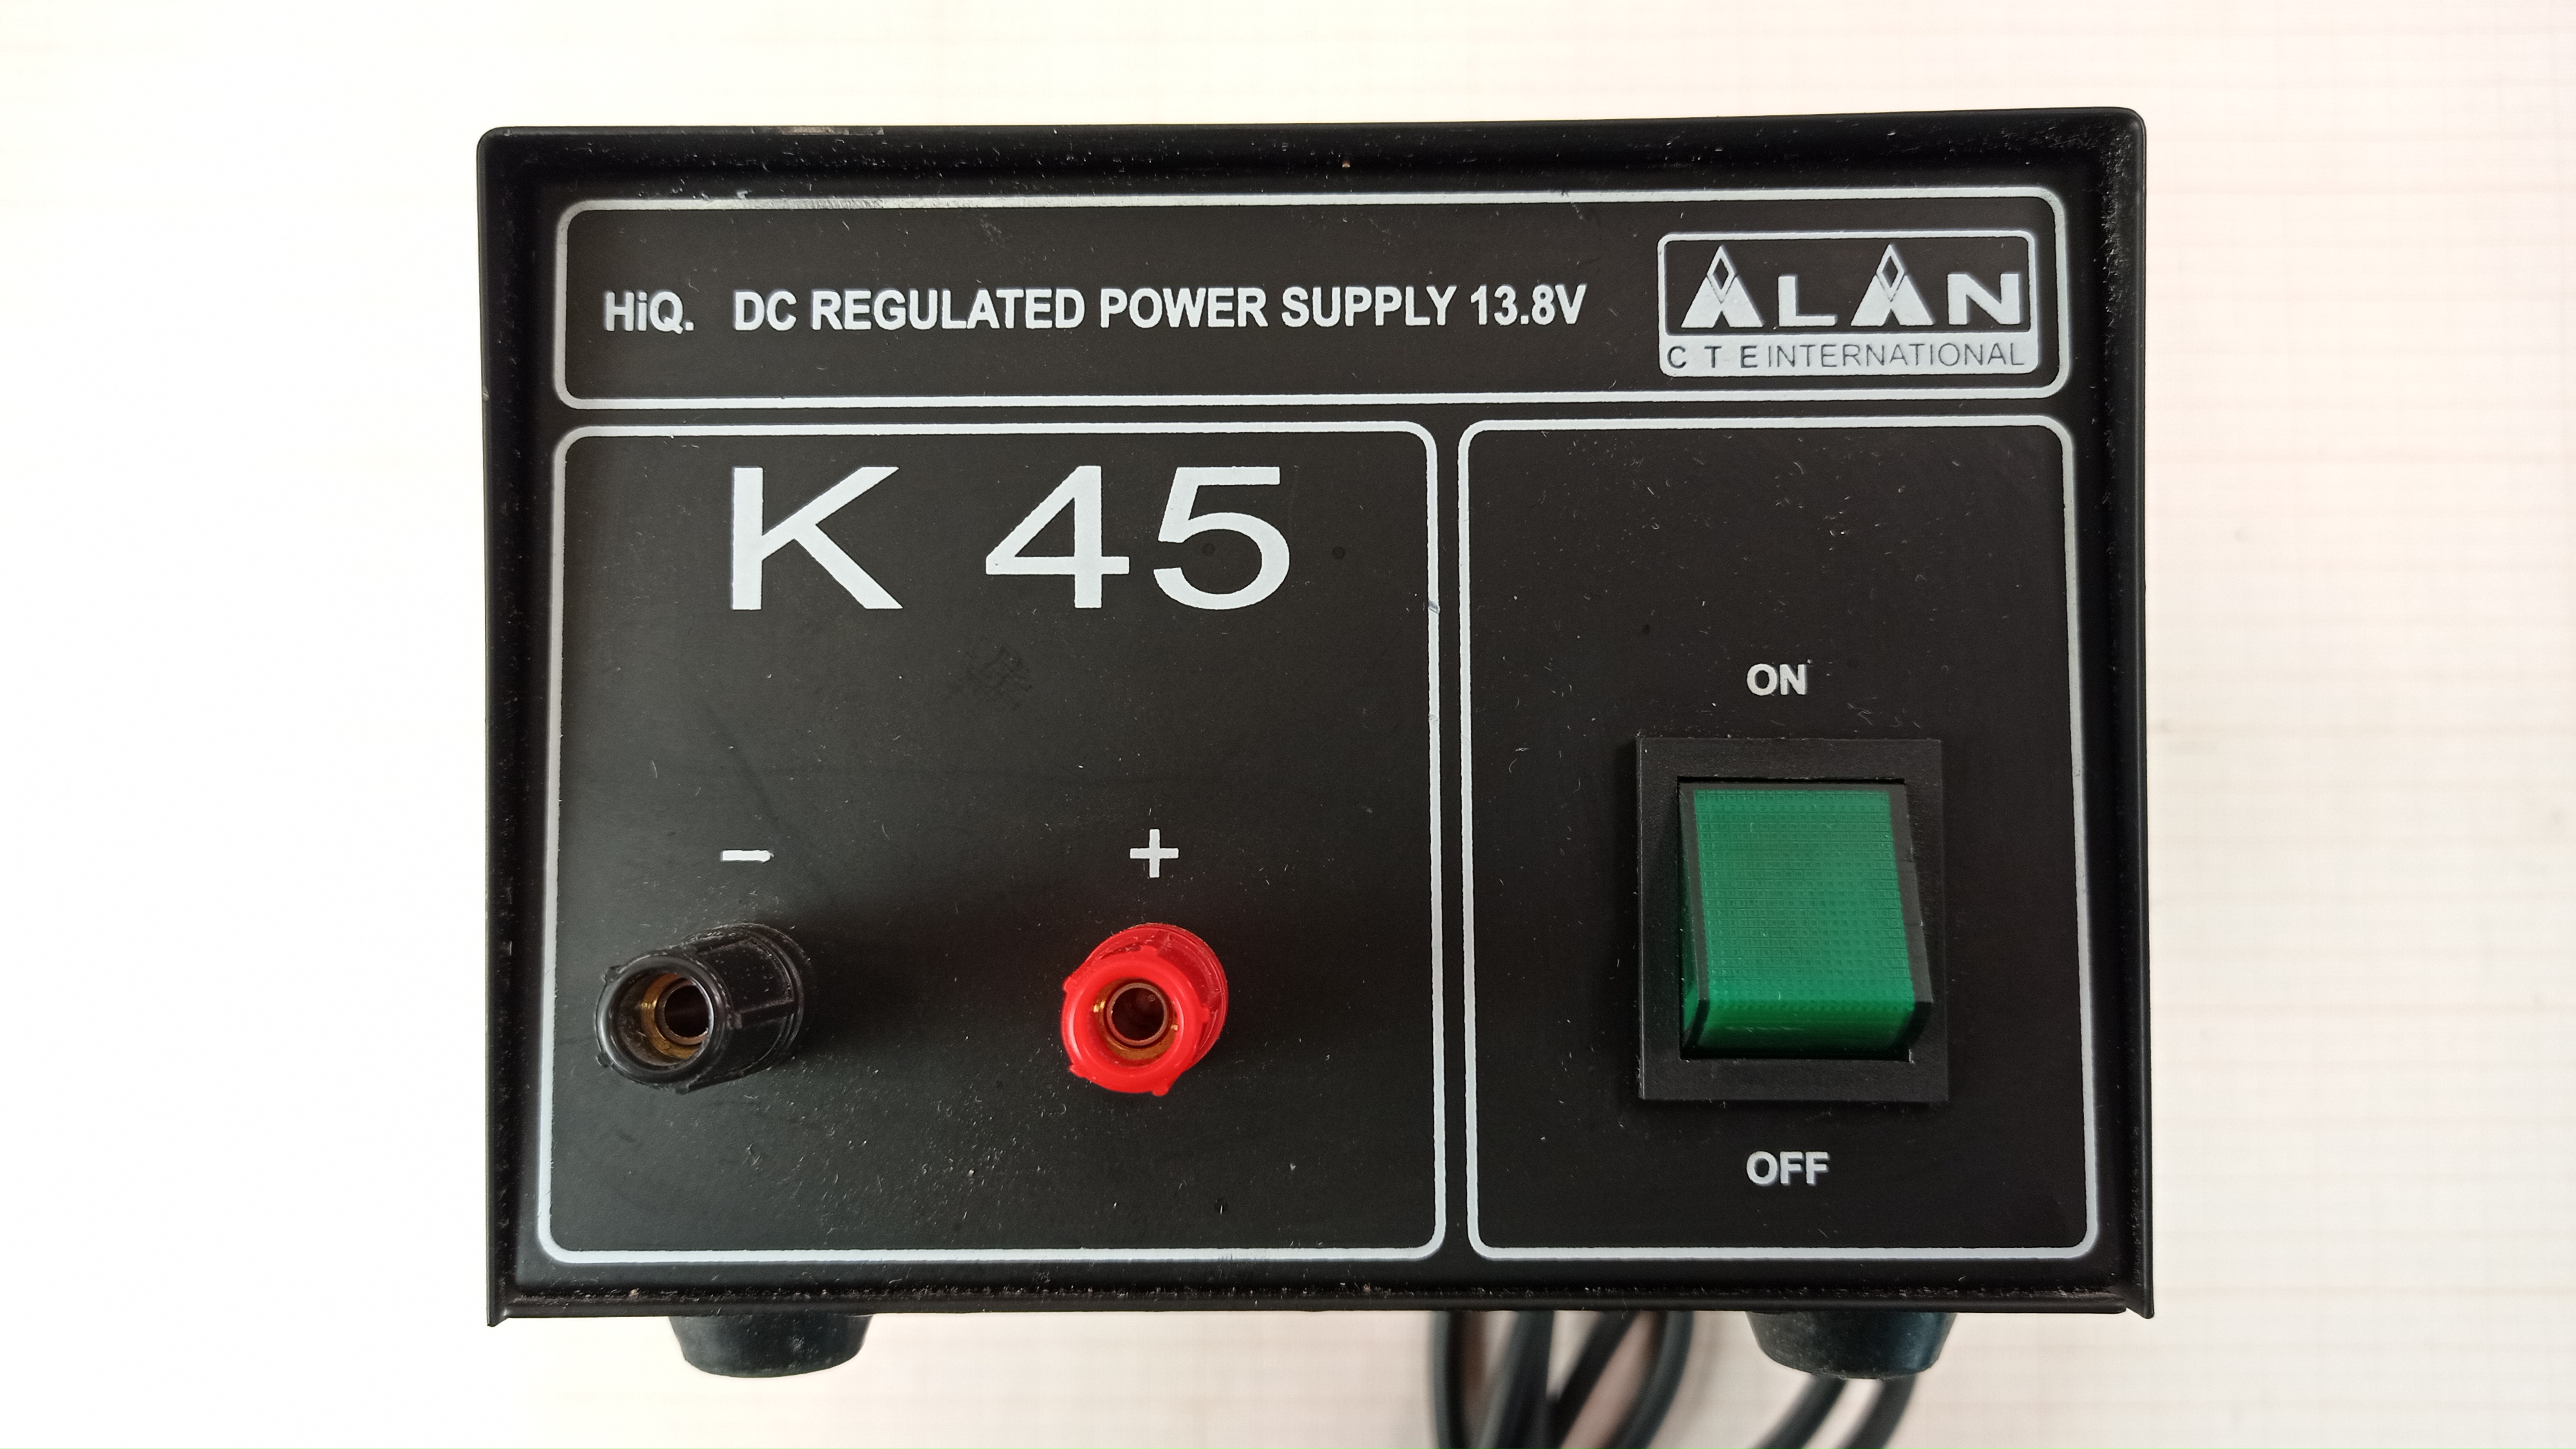 HiQ. DC REGULATED POWER SUPPLY 13.8V
ALAN
CTE INTERNATIONAL
K 45
ON
- +
OFF